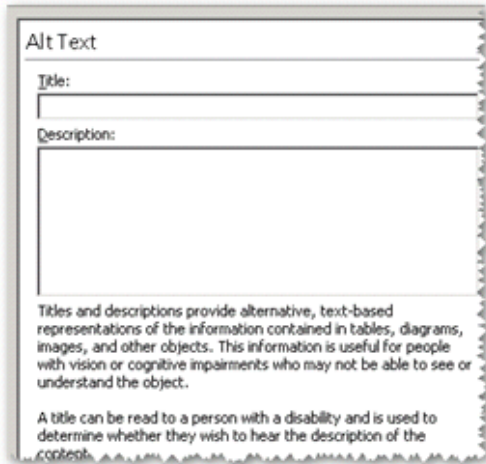 Alt Text
Title:
Description:
Titles and descriptions provide alternative, text-based
representations of the information contained in tables, diagrams,
images, and other objects. This information is useful for people
with vision or cognitive impairments who may not be able to see or
understand the object.
A title can be read to a person with a disability and is used to
determine whether they wish to hear the description of the
content.